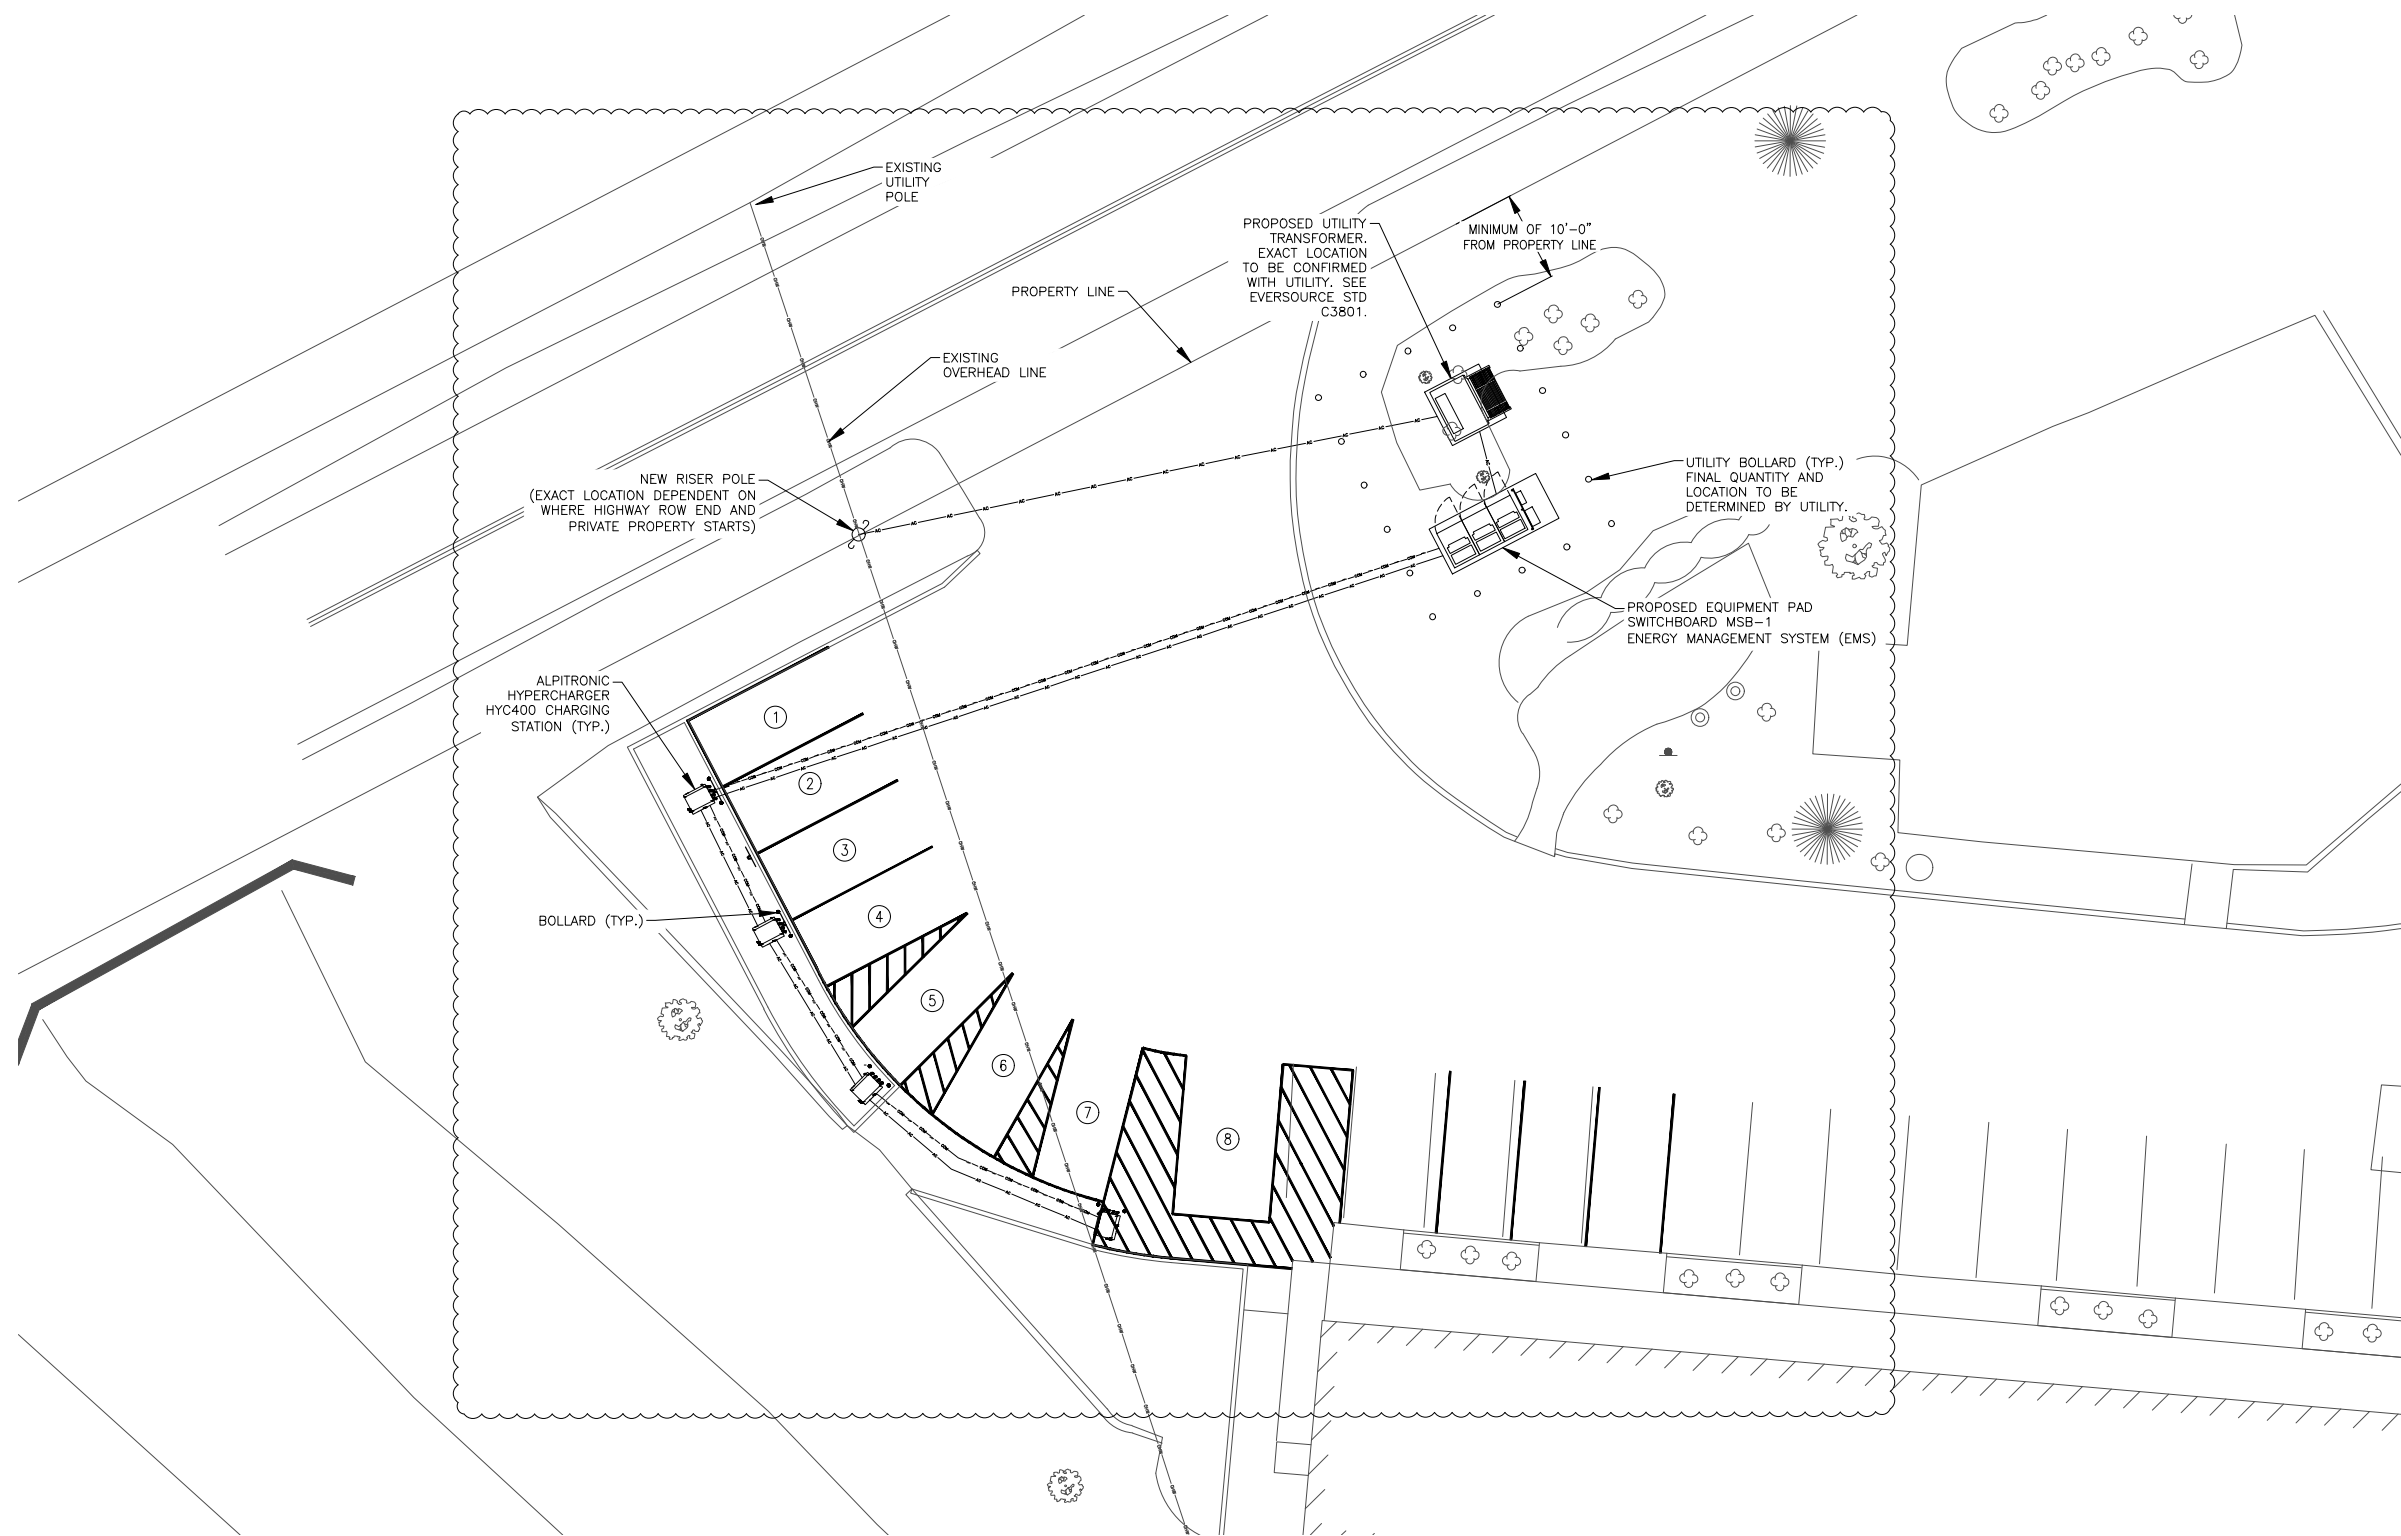 EXISTING
UTILITY
POLE
PROPOSED UTILITY
TRANSFORMER.
EXACT LOCATION
TO BE CONFIRMED
WITH UTILITY. SEE
EVERSOURCE STD
C3801.
MINIMUM OF 10'-0"
FROM PROPERTY LINE
PROPERTY LINE
EXISTING
OVERHEAD LINE
NEW RISER POLE
(EXACT LOCATION DEPENDENT ON
WHERE HIGHWAY ROW END AND
PRIVATE PROPERTY STARTS)
UTILITY BOLLARD (TYP.)
FINAL QUANTITY AND
LOCATION TO BE
DETERMINED BY UTILITY.
PROPOSED EQUIPMENT PAD
SWITCHBOARD MSB-1
ENERGY MANAGEMENT SYSTEM (EMS)
ALPITRONIC
HYPERCHARGER
HYC400 CHARGING
STATION (TYP.)
BOLLARD (TYP.)
1
2
3
4
5
6
7
8